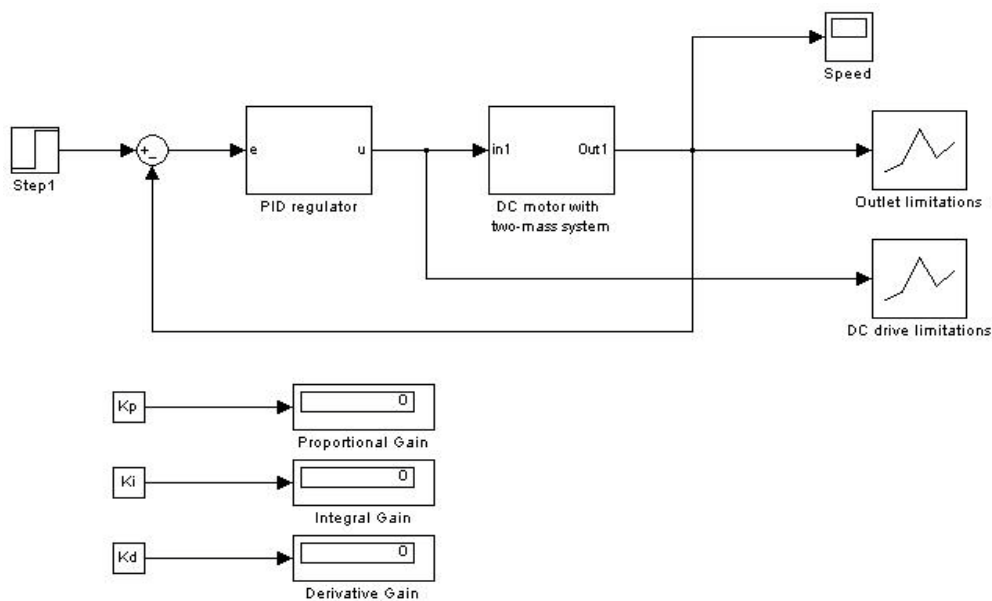 Speed
+
-
Step1
e
u
PID regulator
in1
Out1
DC motor with
two-mass system
Outlet limitations
DC drive limitations
Kp
0
Proportional Gain
Ki
0
Integral Gain
Kd
0
Derivative Gain